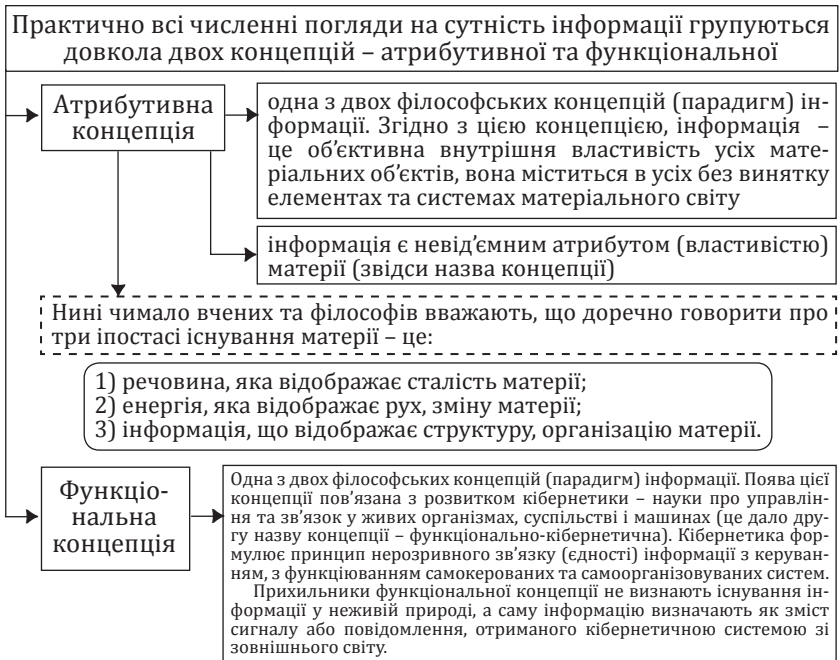 Практично всі численні погляди на сутність інформації групуються
довкола двох концепцій – атрибутивної та функціональної
Атрибутивна
концепція
одна з двох філософських концепцій (парадигм) ін-
формації. Згідно з цією концепцією, інформація –
це об’єктивна внутрішня властивість усіх мате-
ріальних об’єктів, вона міститься в усіх без винятку
елементах та системах матеріального світу
інформація є невід’ємним атрибутом (властивістю)
матерії (звідси назва концепції)
Нині чимало вчених та філософів вважають, що доречно говорити про
три іпостасі існування матерії – це:
1) речовина, яка відображає сталість матерії;
2) енергія, яка відображає рух, зміну матерії;
3) інформація, що відображає структуру, організацію матерії.
Функціо-
нальна
концепція
Одна з двох філософських концепцій (парадигм) інформації. Поява цієї
концепції пов’язана з розвитком кібернетики – науки про управлін-
ня та зв’язок у живих організмах, суспільстві і машинах (це дало дру-
гу назву концепції – функціонально-кібернетична). Кібернетика фор-
мулює принцип нерозривного зв’язку (єдності) інформації з керуван-
ням, з функціюванням самокерованих та самоорганізовуваних систем.
Прихильники функціональної концепції не визнають існування ін-
формації у неживій природі, а саму інформацію визначають як зміст
сигналу або повідомлення, отриманого кібернетичною системою зі
зовнішнього світу.